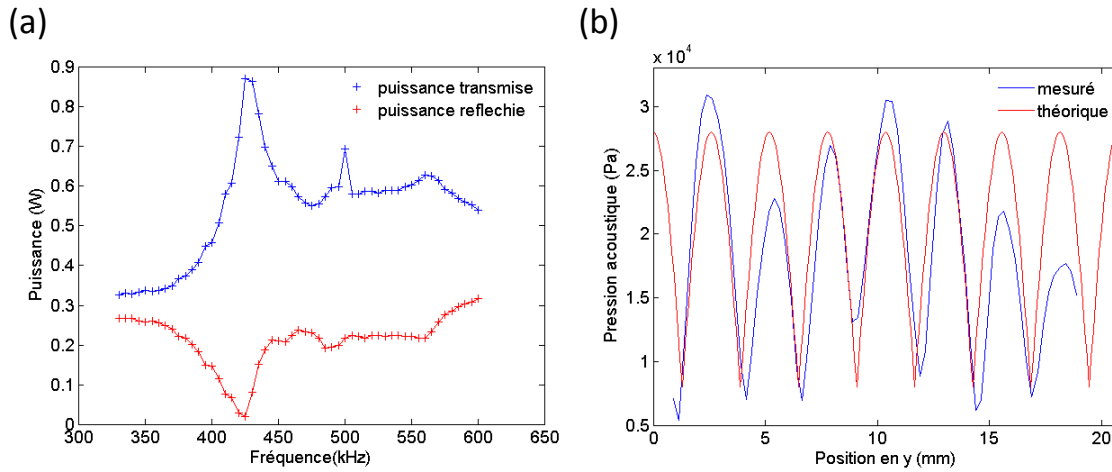 (a)
Puissance (W)
0.9
0.8
0.7
0.6
0.5
0.4
0.3
0.2
0.1
0
300 350 400 450 500 550 600 650
Fréquence(kHz)
puissance transmise
puissance reflechie
(b)
x 10⁴
Pression acoustique (Pa)
3
2.5
2
1.5
1
0.5
0 5 10 15 20
Position en y (mm)
mesuré
théorique